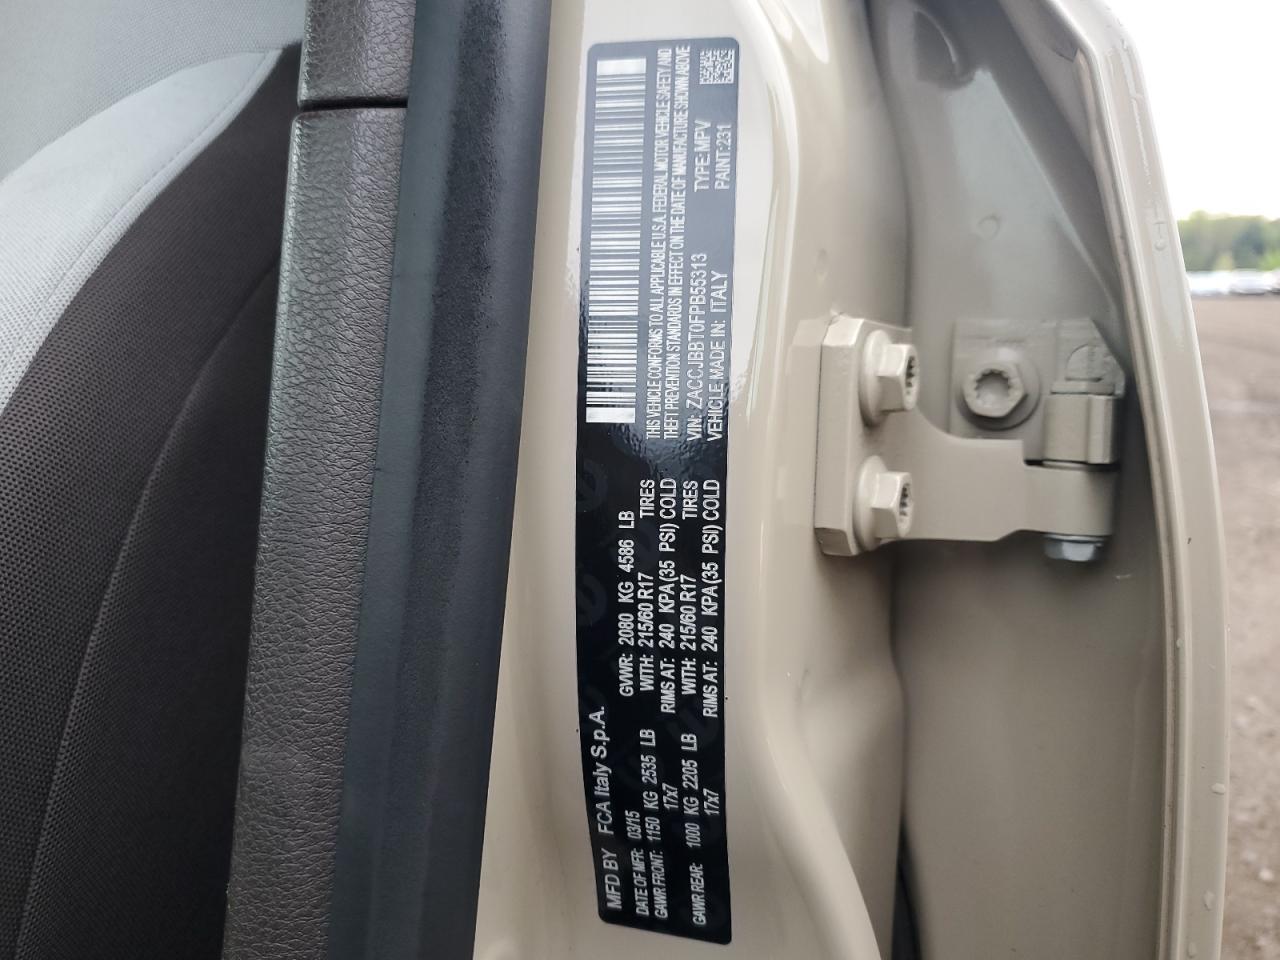 MFD BY FCA Italy S.p.A.
DATE OF MFR: 03/15 GVWR: 2080 KG 4586 LB
GAWR FRONT: 1150 KG 2535 LB WITH: 215/60 R17 TIRES
17x7 RIMS AT: 240 KPA(35 PSI) COLD
GAWR REAR: 1000 KG 2205 LB WITH: 215/60 R17 TIRES
17x7 RIMS AT: 240 KPA(35 PSI) COLD
THIS VEHICLE CONFORMS TO ALL APPLICABLE U.S.A. FEDERAL MOTOR VEHICLE SAFETY AND
THEFT PREVENTION STANDARDS IN EFFECT ON THE DATE OF MANUFACTURE SHOWN ABOVE
VIN: ZACCJBBT0FPB55313 TYPE: MPV
VEHICLE MADE IN: ITALY PAINT: 231